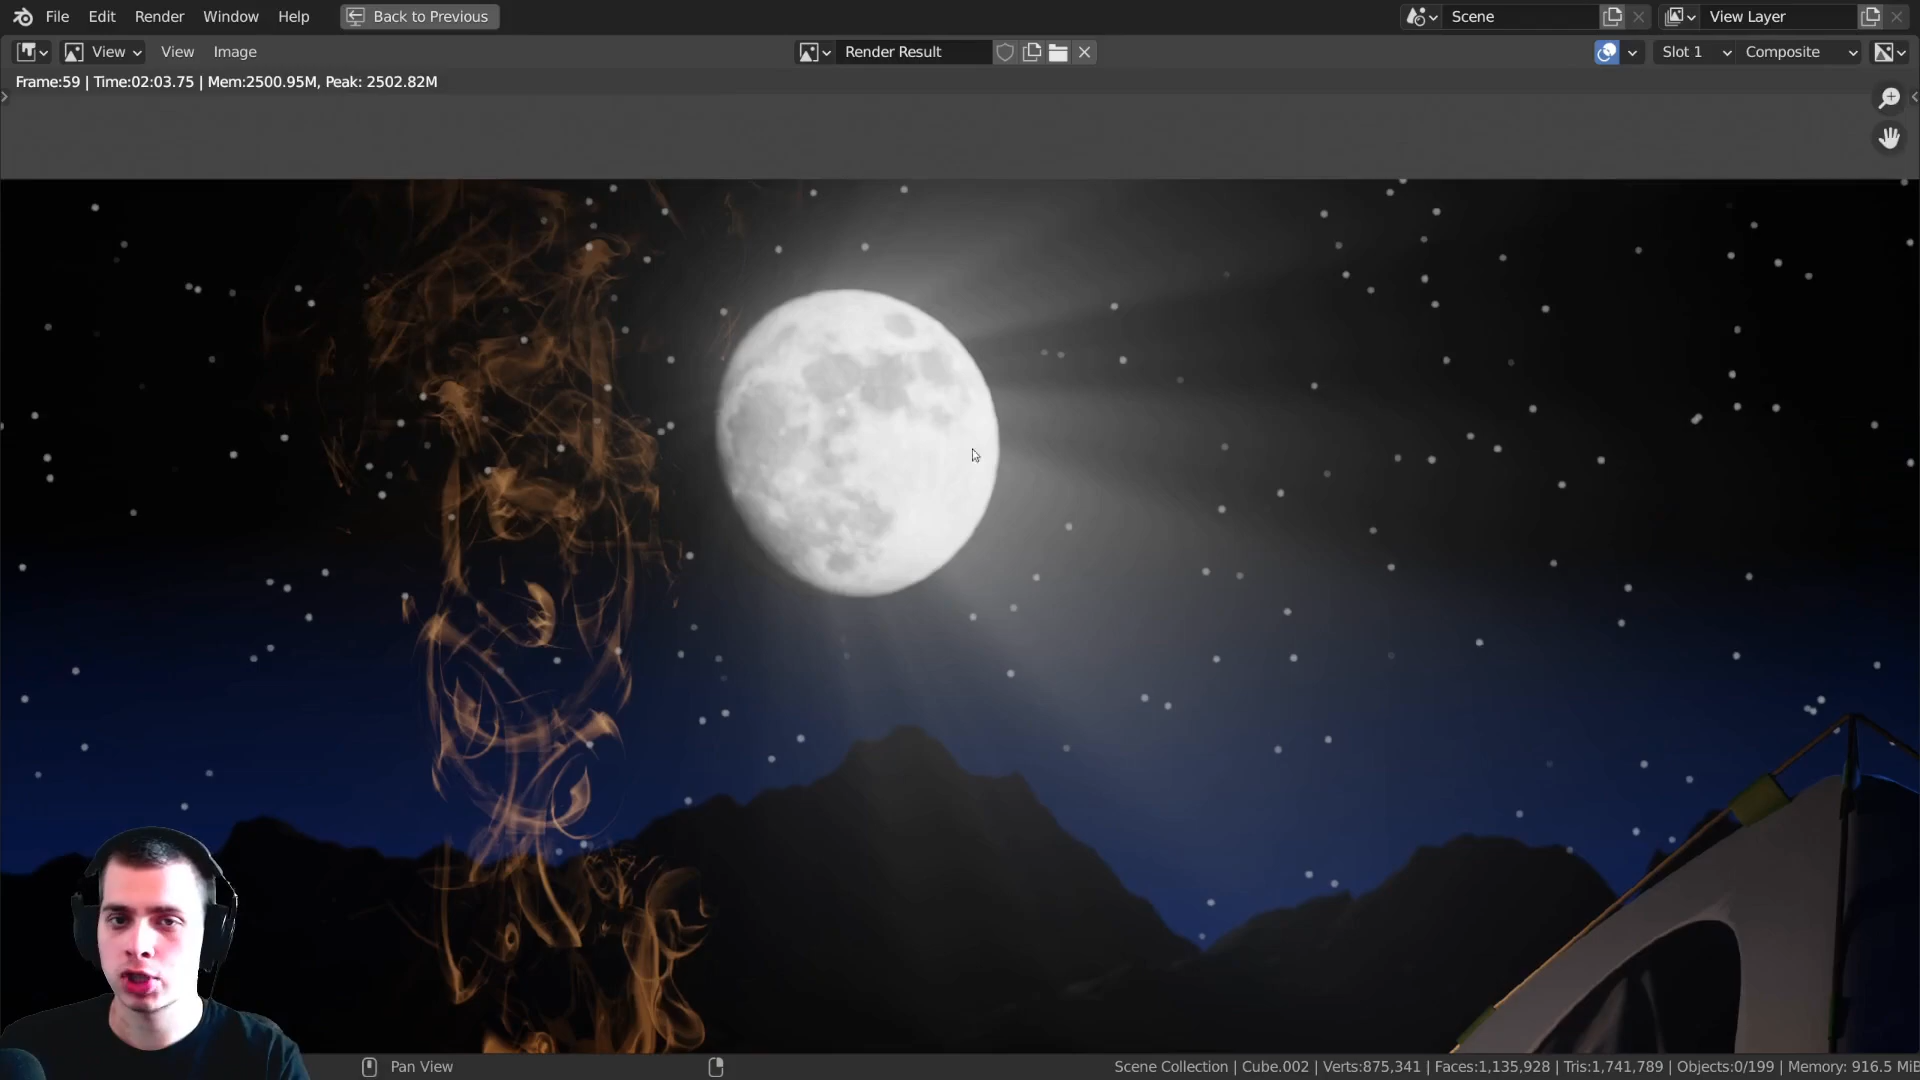 File Edit Render Window Help Back to Previous Scene View Layer
View View Image Render Result Slot 1 Composite
Frame:59 | Time:02:03.75 | Mem:2500.95M, Peak: 2502.82M
Pan View Scene Collection | Cube.002 | Verts:875,341 | Faces:1,135,928 | Tris:1,741,789 | Objects:0/199 | Memory: 916.5 MiB